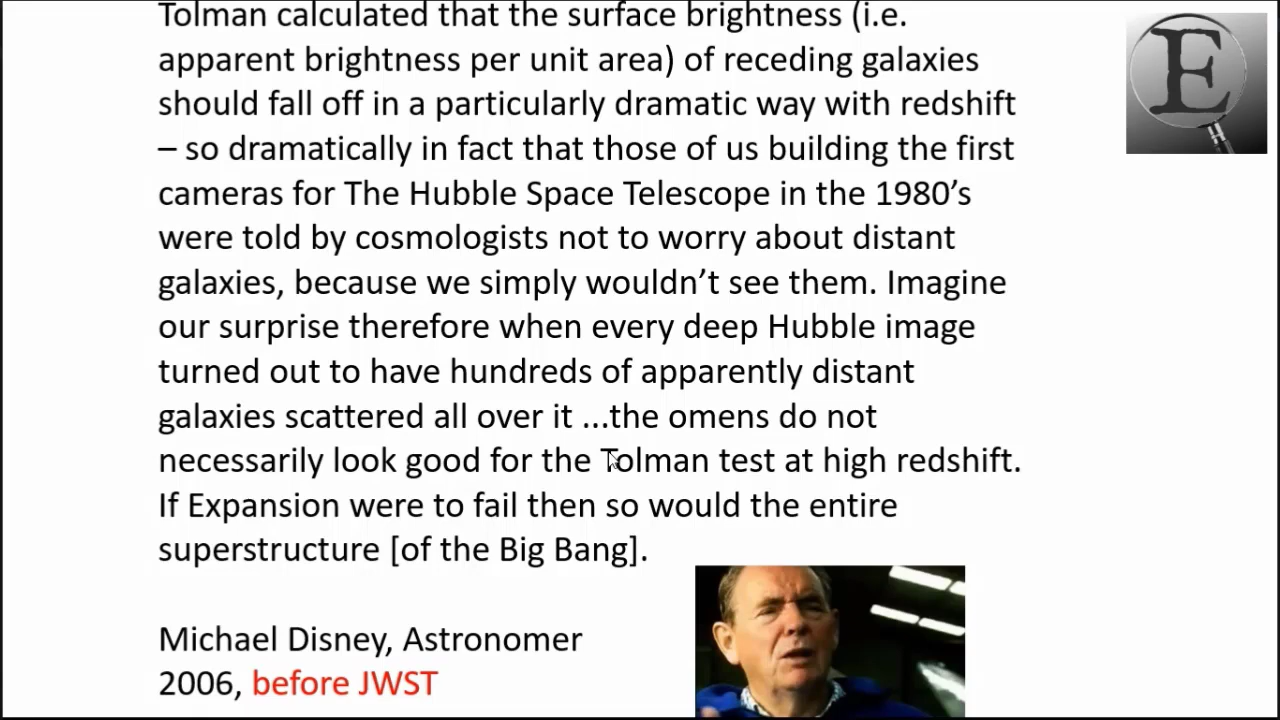 Tolman calculated that the surface brightness (i.e.
apparent brightness per unit area) of receding galaxies
should fall off in a particularly dramatic way with redshift
– so dramatically in fact that those of us building the first
cameras for The Hubble Space Telescope in the 1980’s
were told by cosmologists not to worry about distant
galaxies, because we simply wouldn’t see them. Imagine
our surprise therefore when every deep Hubble image
turned out to have hundreds of apparently distant
galaxies scattered all over it ...the omens do not
necessarily look good for the Tolman test at high redshift.
If Expansion were to fail then so would the entire
superstructure [of the Big Bang].
Michael Disney, Astronomer
2006, before JWST
E